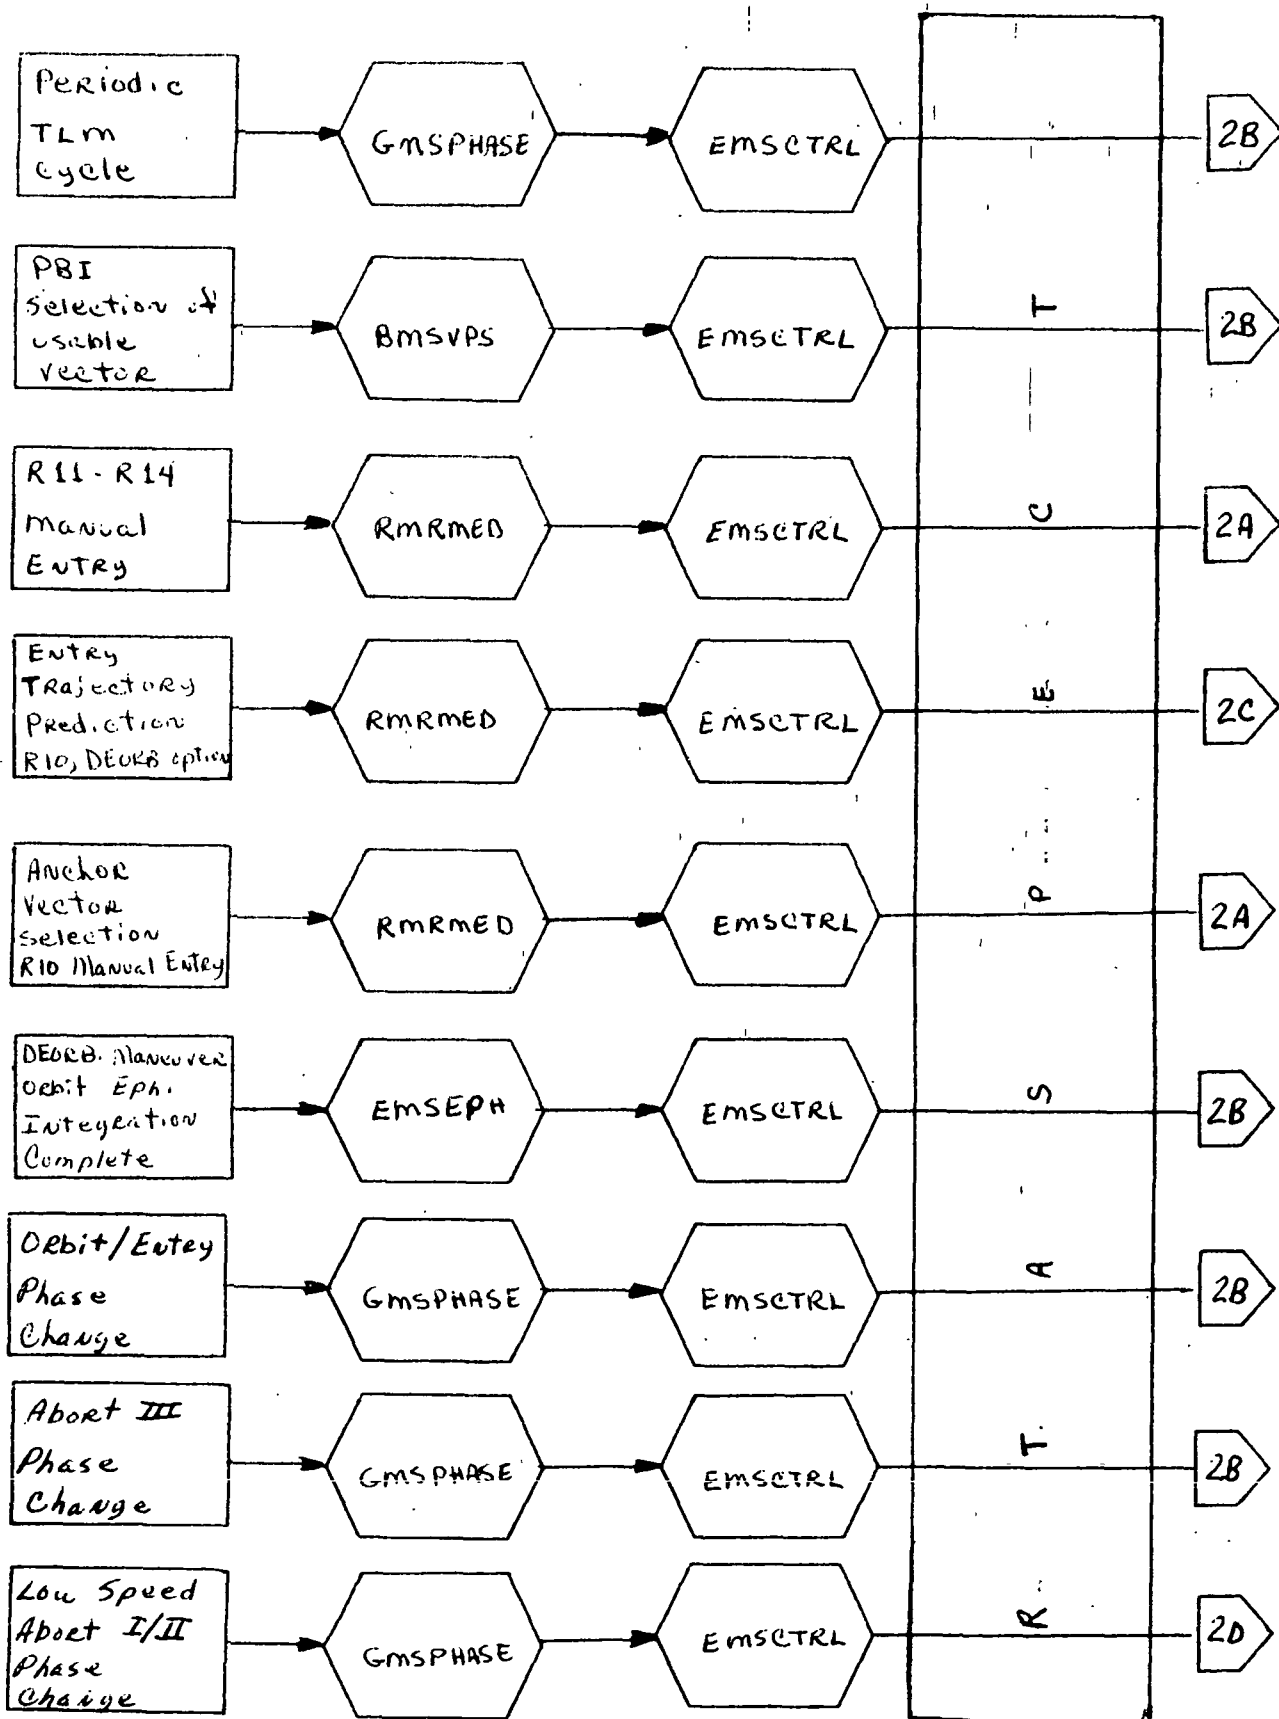 Periodic
TLM
Cycle
GMSPHASE
EMSCTRL
2B
PBI
Selection of
usable
Vector
BMSVPS
EMSCTRL
2B
R11 - R14
Manual
ENTRY
RMRMED
EMSCTRL
2A
ENTRY
TRajectoRy
PRediction
R10, DEORB option
RMRMED
EMSCTRL
2C
Anchor
Vector
Selection
R10 Manual Entry
RMRMED
EMSCTRL
2A
DEORB. Maneuver
Orbit Eph.
Integration
Complete
EMSEPH
EMSCTRL
2B
ORbit/Entry
Phase
Change
GMSPHASE
EMSCTRL
2B
Abort III
Phase
Change
GMSPHASE
EMSCTRL
2B
Low Speed
Abort I/II
Phase
Change
GMSPHASE
EMSCTRL
2D
R T A S P E C T